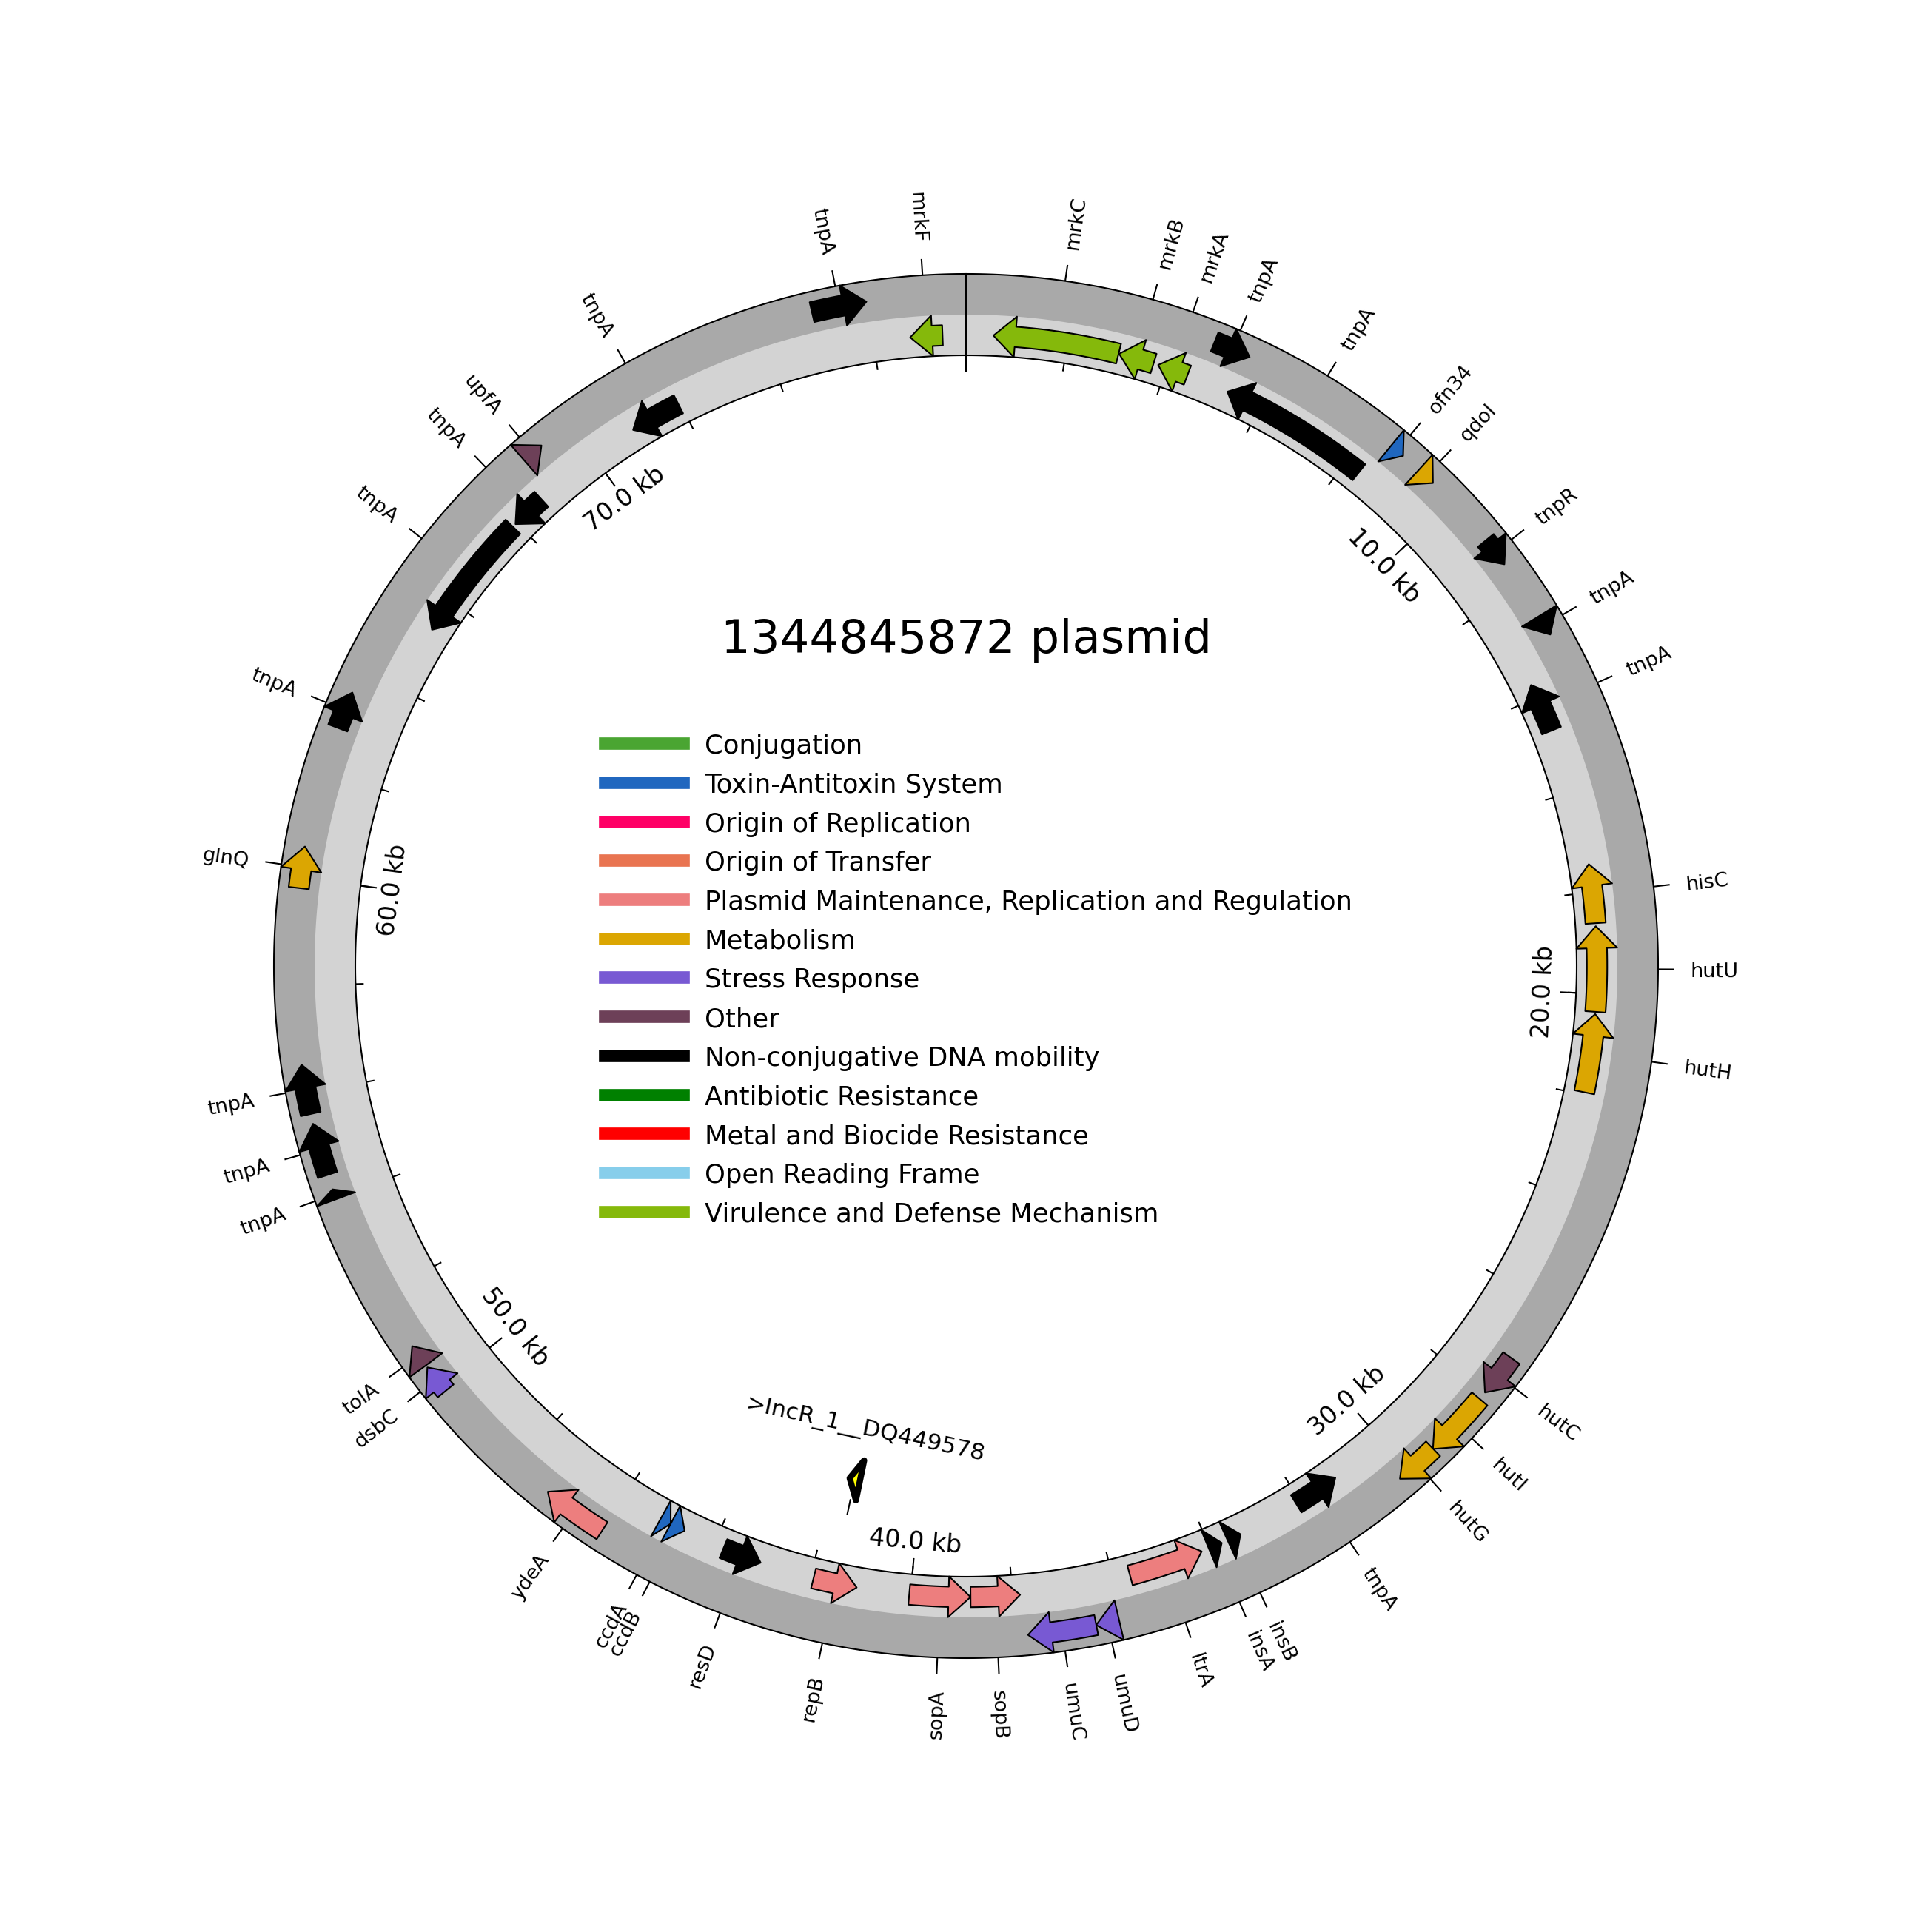 1344845872 plasmid
Conjugation
Toxin-Antitoxin System
Origin of Replication
Origin of Transfer
Plasmid Maintenance, Replication and Regulation
Metabolism
Stress Response
Other
Non-conjugative DNA mobility
Antibiotic Resistance
Metal and Biocide Resistance
Open Reading Frame
Virulence and Defense Mechanism
mrkC
mrkB
mrkA
tnpA
tnpA
ofn34
qdoI
tnpR
tnpA
tnpA
hisC
hutU
hutH
hutC
hutI
hutG
tnpA
insB
insA
ltrA
umuD
umuC
sopB
sopA
repB
resD
ccdB
ccdA
ydeA
dsbC
tolA
tnpA
tnpA
tnpA
glnQ
tnpA
tnpA
tnpA
upfA
tnpA
tnpA
mrkF
10.0 kb
20.0 kb
30.0 kb
40.0 kb
50.0 kb
60.0 kb
70.0 kb
>IncR_1__DQ449578